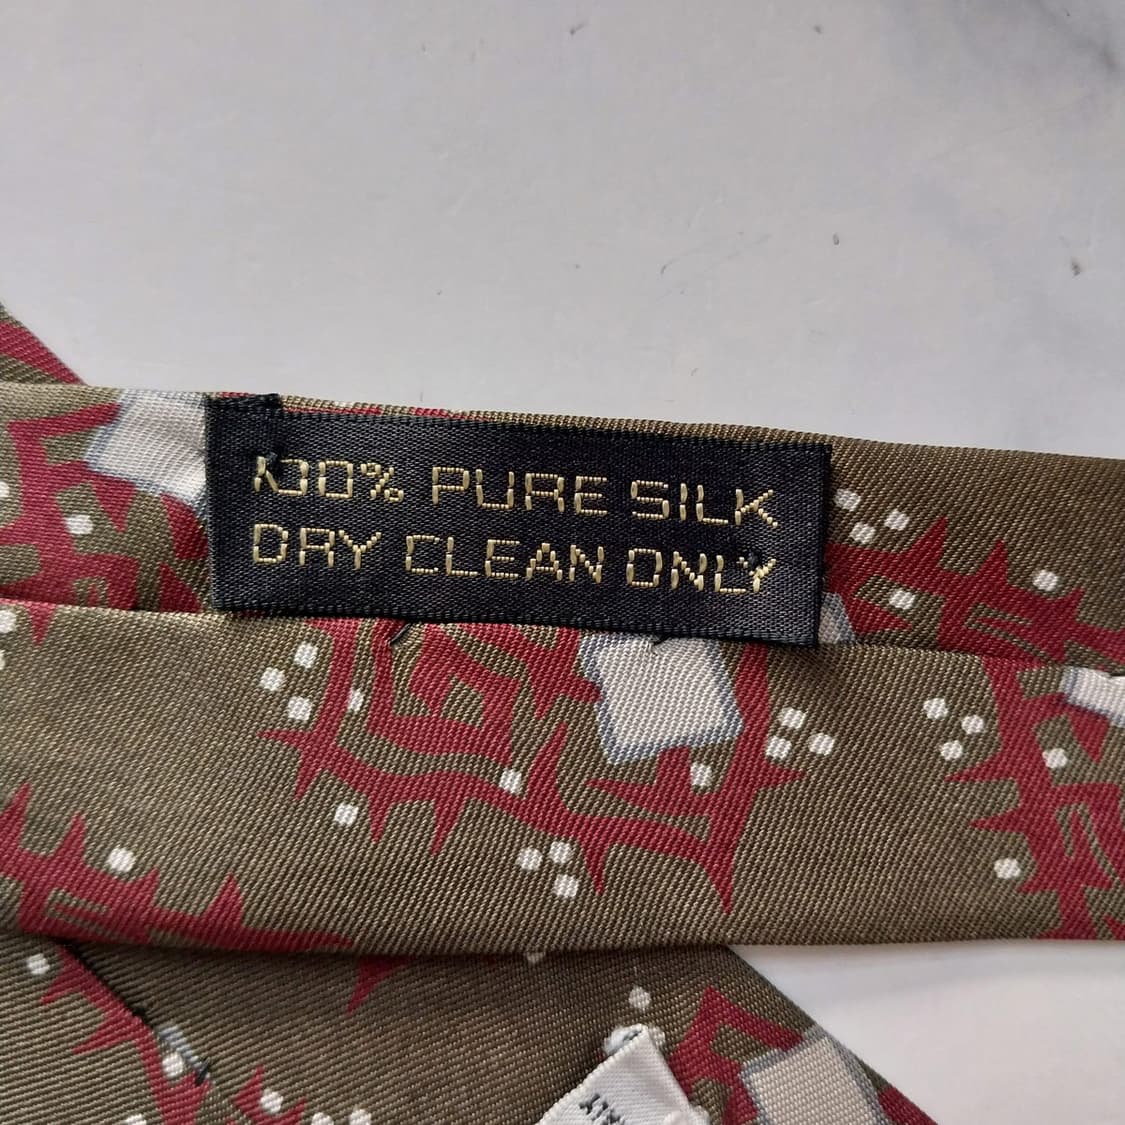 100% PURE SILK
DRY CLEAN ONLY